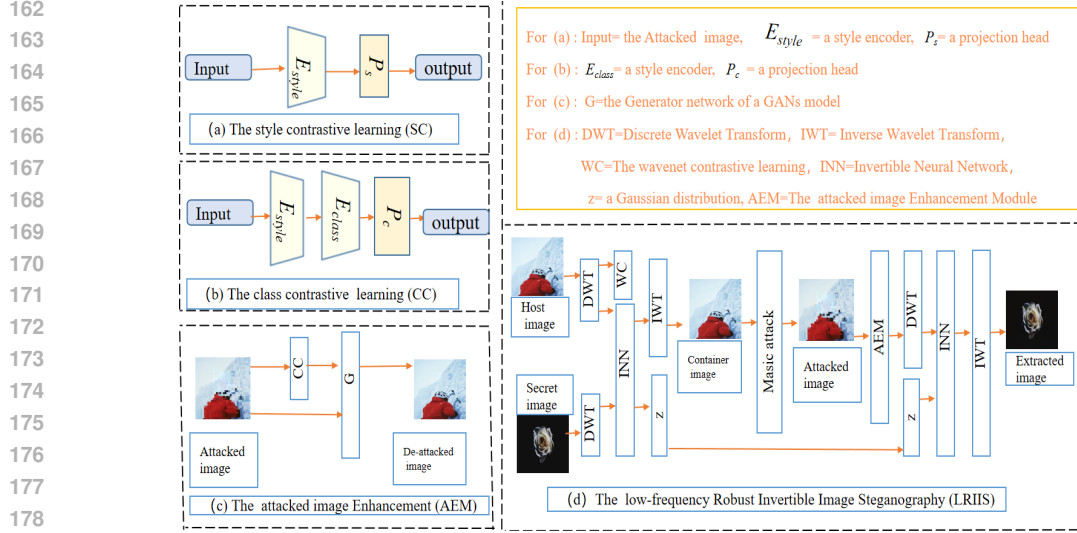 162
163
164
165
166
167
168
169
170
171
172
173
174
175
176
177
178
Input
E_style
P_s
output
(a) The style contrastive learning (SC)
Input
E_style
E_class
P_c
output
(b) The class contrastive learning (CC)
CC
G
Attacked image
De-attacked image
(c) The attacked image Enhancement (AEM)
For (a) : Input= the Attacked image, E_style = a style encoder, P_s= a projection head
For (b) : E_class= a style encoder, P_c = a projection head
For (c) : G=the Generator network of a GANs model
For (d) : DWT=Discrete Wavelet Transform, IWT= Inverse Wavelet Transform,
WC=The wavenet contrastive learning, INN=Invertible Neural Network,
z= a Gaussian distribution, AEM=The attacked image Enhancement Module
Host image
DWT
WC
INN
IWT
Container image
Masic attack
Attacked image
AEM
DWT
INN
IWT
Extracted image
Secret image
DWT
z
z
(d) The low-frequency Robust Invertible Image Steganography (LRIIS)